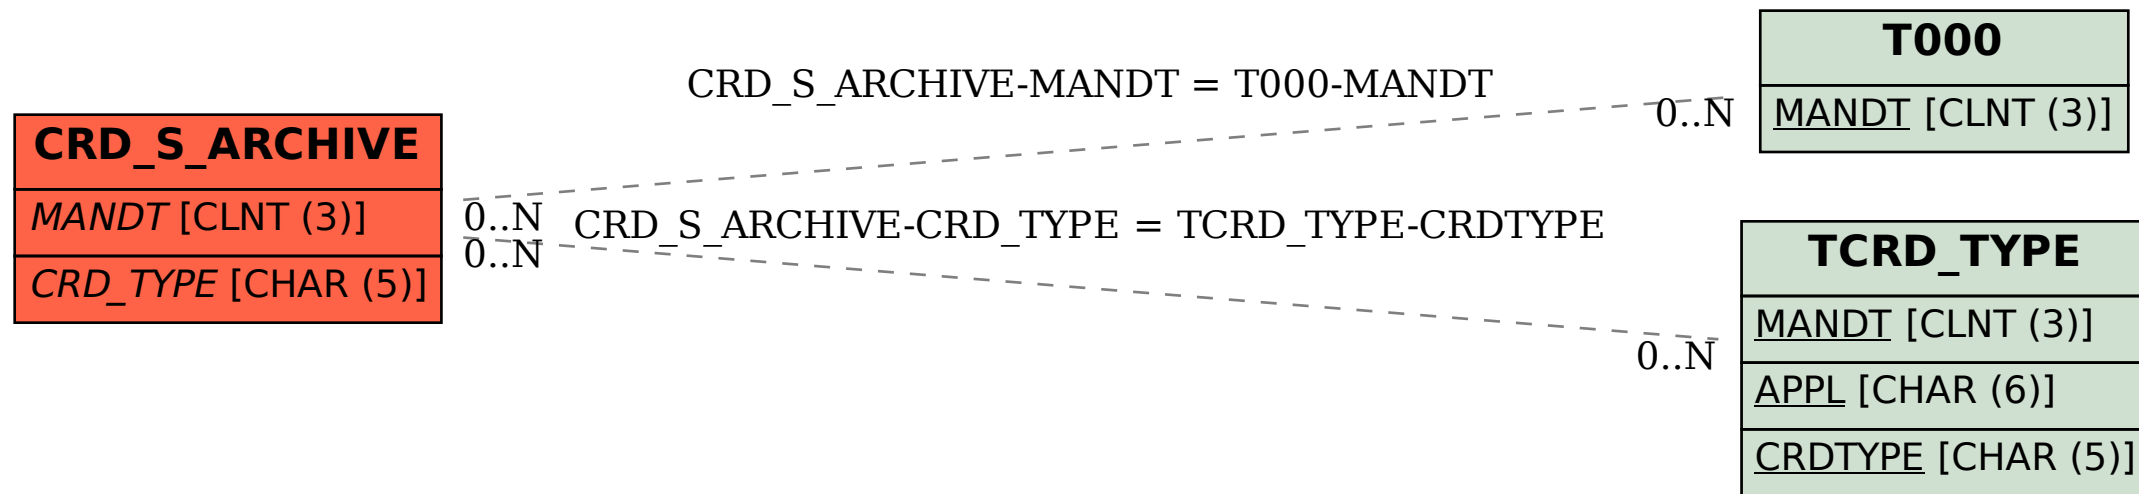 CRD_S_ARCHIVE
MANDT [CLNT (3)]
CRD_TYPE [CHAR (5)]
CRD_S_ARCHIVE-MANDT = T000-MANDT
0..N
0..N
CRD_S_ARCHIVE-CRD_TYPE = TCRD_TYPE-CRDTYPE
0..N
0..N
T000
MANDT [CLNT (3)]
TCRD_TYPE
MANDT [CLNT (3)]
APPL [CHAR (6)]
CRDTYPE [CHAR (5)]